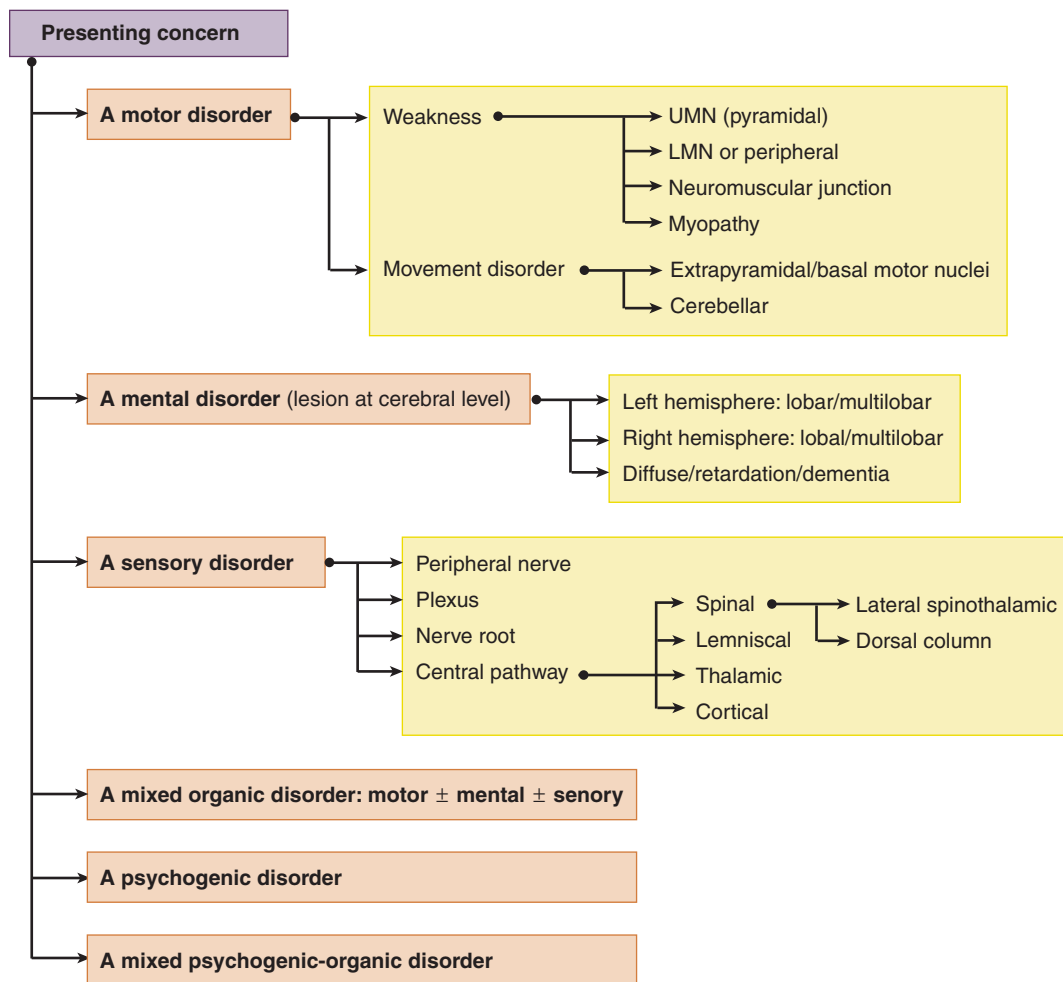 Presenting concern
A motor disorder
Weakness
UMN (pyramidal)
LMN or peripheral
Neuromuscular junction
Myopathy
Movement disorder
Extrapyramidal/basal motor nuclei
Cerebellar
A mental disorder (lesion at cerebral level)
Left hemisphere: lobar/multilobar
Right hemisphere: lobal/multilobar
Diffuse/retardation/dementia
A sensory disorder
Peripheral nerve
Plexus
Nerve root
Central pathway
Spinal
Lemniscal
Thalamic
Cortical
Lateral spinothalamic
Dorsal column
A mixed organic disorder: motor ± mental ± senory
A psychogenic disorder
A mixed psychogenic-organic disorder